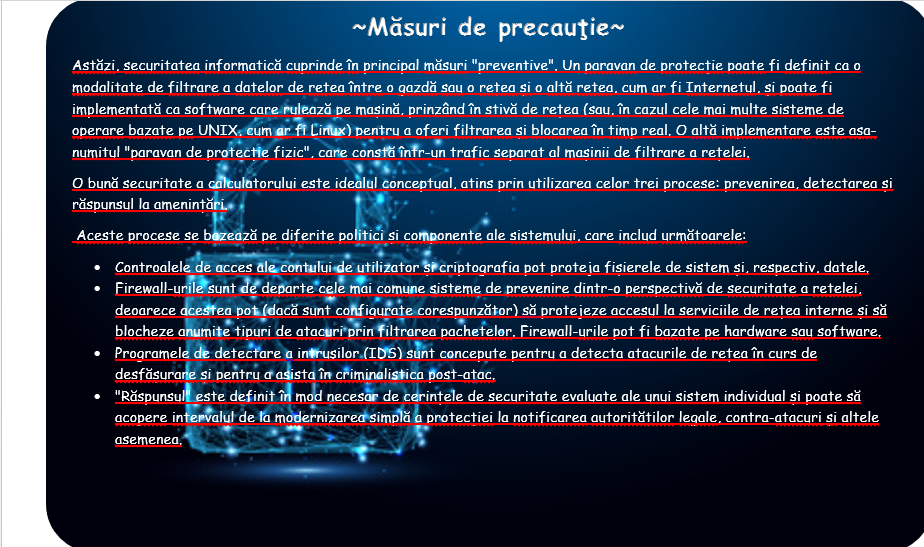 ~Măsuri de precauţie~
Astăzi, securitatea informatică cuprinde în principal măsuri "preventive". Un paravan de protecție poate fi definit ca o
modalitate de filtrare a datelor de rețea între o gazdă sau o rețea și o altă rețea, cum ar fi Internetul, și poate fi
implementată ca software care rulează pe mașină, prinzând în stivă de rețea (sau, în cazul cele mai multe sisteme de
operare bazate pe UNIX, cum ar fi Linux) pentru a oferi filtrarea și blocarea în timp real. O altă implementare este așa-
numitul "paravan de protecție fizic", care constă într-un trafic separat al mașinii de filtrare a rețelei.
O bună securitate a calculatorului este idealul conceptual, atins prin utilizarea celor trei procese: prevenirea, detectarea și
răspunsul la amenințări.
Aceste procese se bazează pe diferite politici și componente ale sistemului, care includ următoarele:
• Controalele de acces ale contului de utilizator și criptografia pot proteja fișierele de sistem și, respectiv, datele.
• Firewall-urile sunt de departe cele mai comune sisteme de prevenire dintr-o perspectivă de securitate a rețelei,
deoarece acestea pot (dacă sunt configurate corespunzător) să protejeze accesul la serviciile de rețea interne și să
blocheze anumite tipuri de atacuri prin filtrarea pachetelor. Firewall-urile pot fi bazate pe hardware sau software.
• Programele de detectare a intrușilor (IDS) sunt concepute pentru a detecta atacurile de rețea în curs de
desfășurare și pentru a asista în criminalistica post-atac.
• "Răspunsul" este definit în mod necesar de cerințele de securitate evaluate ale unui sistem individual și poate să
acopere intervalul de la modernizarea simplă a protecției la notificarea autorităților legale, contra-atacuri și altele
asemenea.